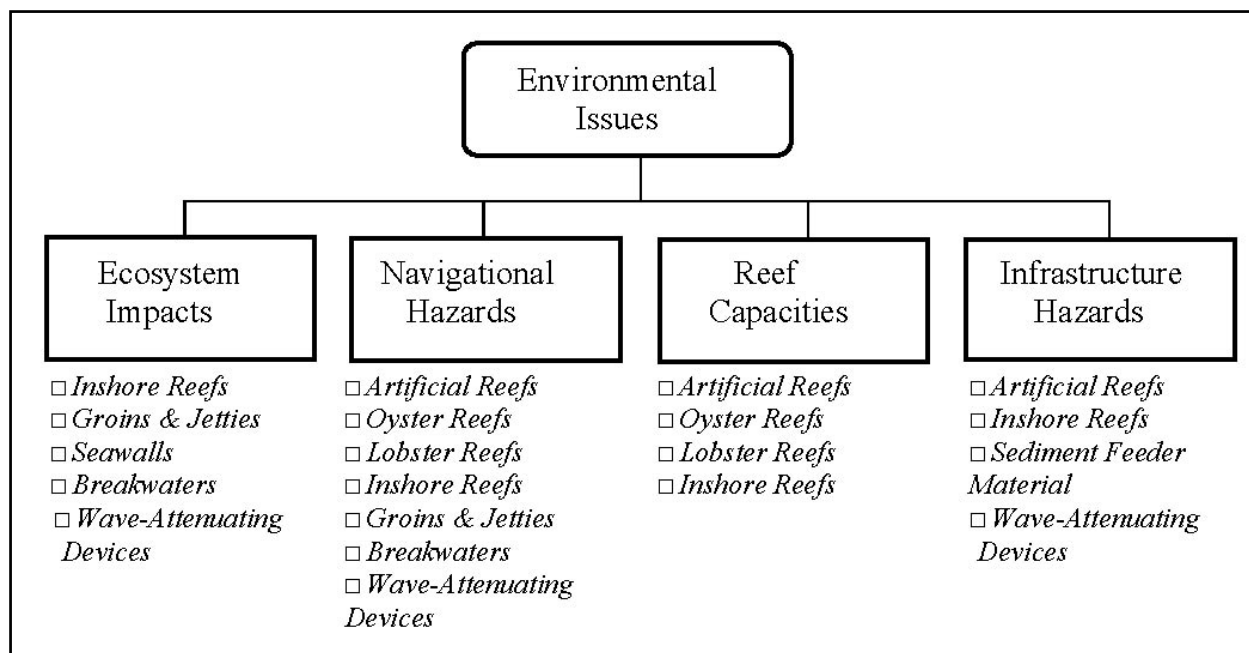 Environmental
Issues
Ecosystem
Impacts
□ Inshore Reefs
□ Groins & Jetties
□ Seawalls
□ Breakwaters
□ Wave-Attenuating
Devices
Navigational
Hazards
□ Artificial Reefs
□ Oyster Reefs
□ Lobster Reefs
□ Inshore Reefs
□ Groins & Jetties
□ Breakwaters
□ Wave-Attenuating
Devices
Reef
Capacities
□ Artificial Reefs
□ Oyster Reefs
□ Lobster Reefs
□ Inshore Reefs
Infrastructure
Hazards
□ Artificial Reefs
□ Inshore Reefs
□ Sediment Feeder
Material
□ Wave-Attenuating
Devices